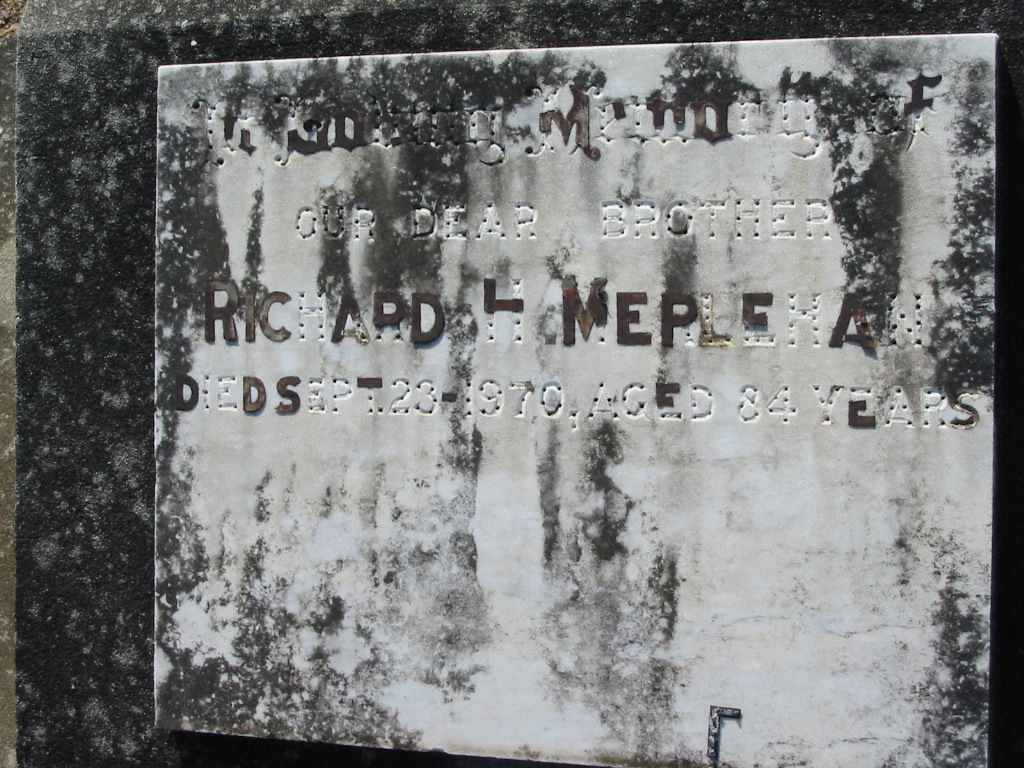 In Loving Memory of
OUR DEAR BROTHER
RICHARD H. MEPLEHAN
DIED SEPT. 23-1970, AGED 84 YEARS